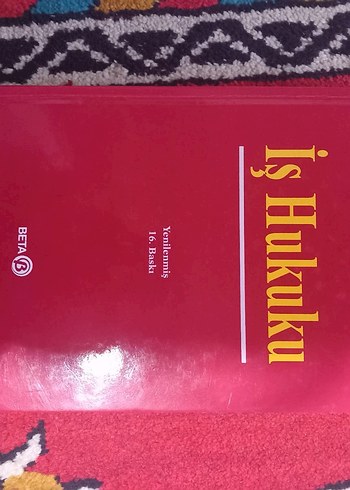 İş Hukuku
Yenilenmiş
16. Baskı
BETA